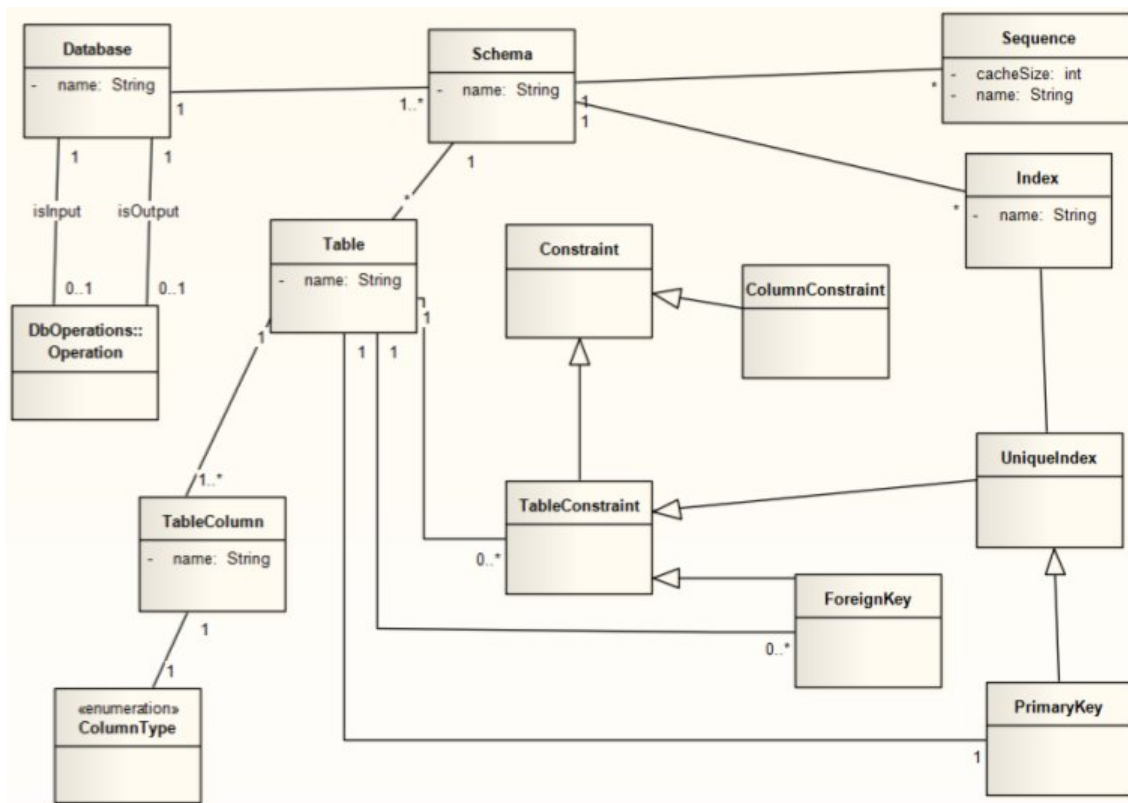 Database
- name: String
1
1..*
1
1
isInput
isOutput
0..1
0..1
DbOperations::
Operation
Schema
- name: String
1
1
1
*
Sequence
- cacheSize: int
- name: String
*
Index
- name: String
*
Table
- name: String
1
1
1
1
Constraint
ColumnConstraint
1..*
TableColumn
- name: String
1
1
«enumeration»
ColumnType
TableConstraint
0..*
UniqueIndex
ForeignKey
0..*
PrimaryKey
1